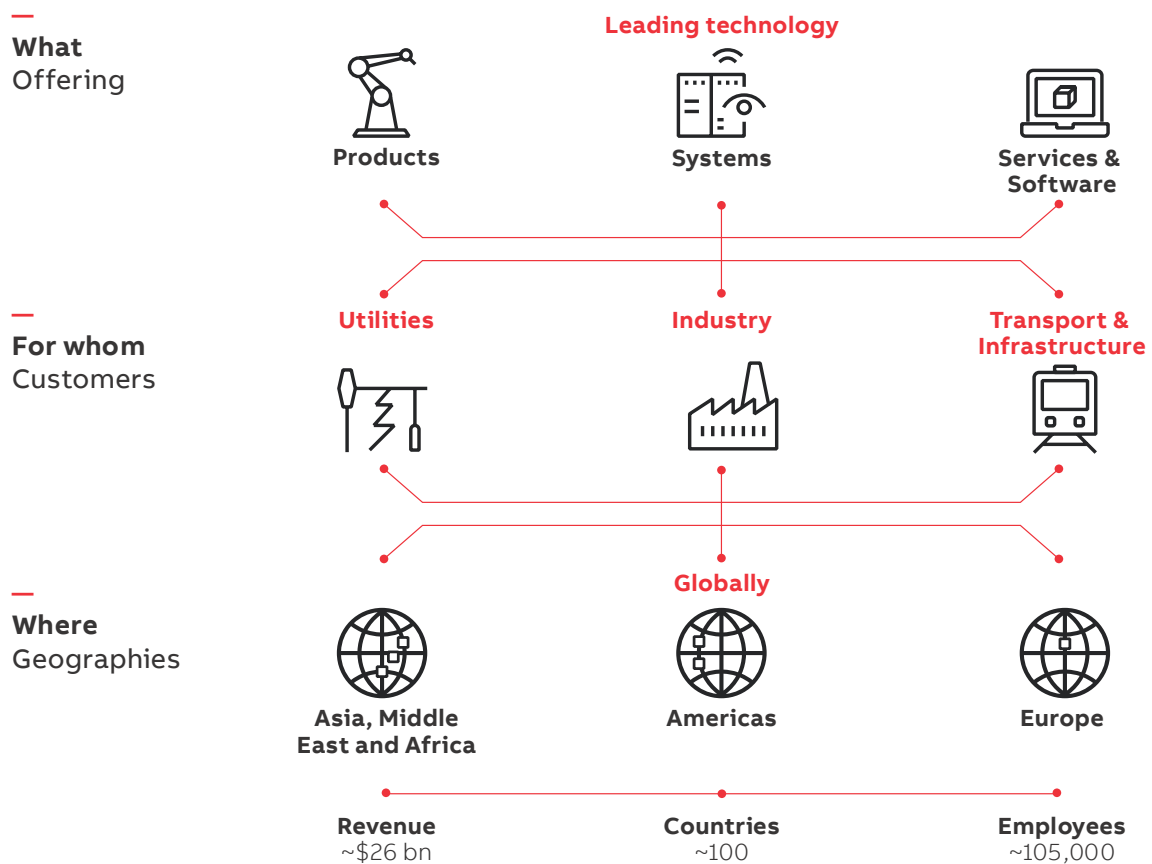 What
Offering
Leading technology
Products
Systems
Services &
Software
For whom
Customers
Utilities
Industry
Transport &
Infrastructure
Where
Geographies
Globally
Asia, Middle
East and Africa
Americas
Europe
Revenue
~$26 bn
Countries
~100
Employees
~105,000